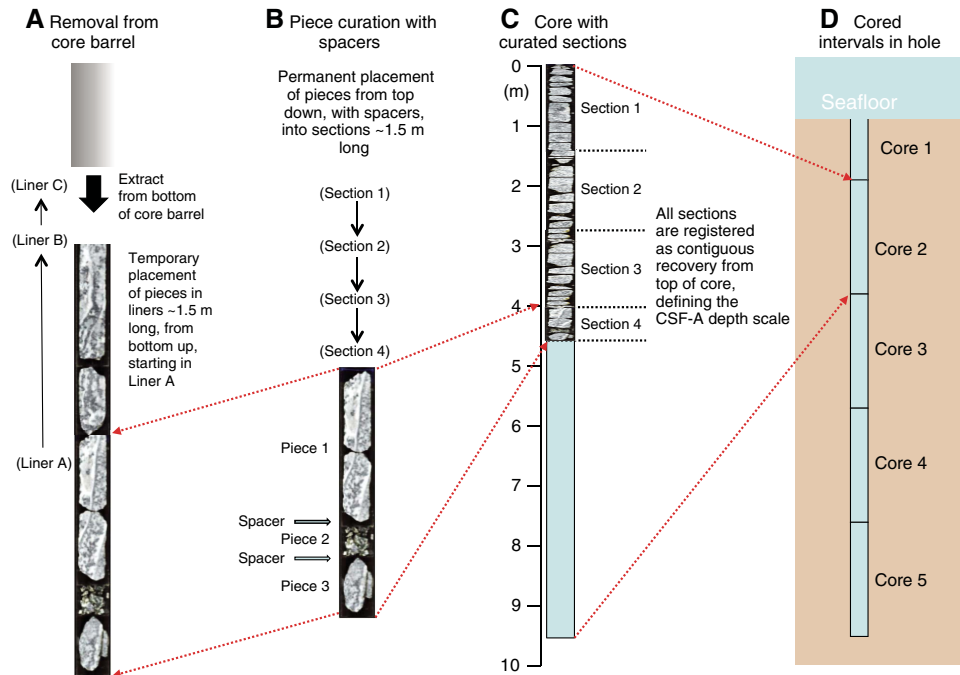 A Removal from
core barrel
(Liner C)
Extract
from bottom
of core barrel
(Liner B)
Temporary
placement
of pieces in
liners ~1.5 m
long, from
bottom up,
starting in
Liner A
(Liner A)
B Piece curation with
spacers
Permanent placement
of pieces from top
down, with spacers,
into sections ~1.5 m
long
(Section 1)
(Section 2)
(Section 3)
(Section 4)
Piece 1
Spacer
Piece 2
Spacer
Piece 3
C Core with
curated sections
0
(m)
1
2
3
4
5
6
7
8
9
10
Section 1
Section 2
Section 3
Section 4
All sections
are registered
as contiguous
recovery from
top of core,
defining the
CSF-A depth scale
D Cored
intervals in hole
Seafloor
Core 1
Core 2
Core 3
Core 4
Core 5